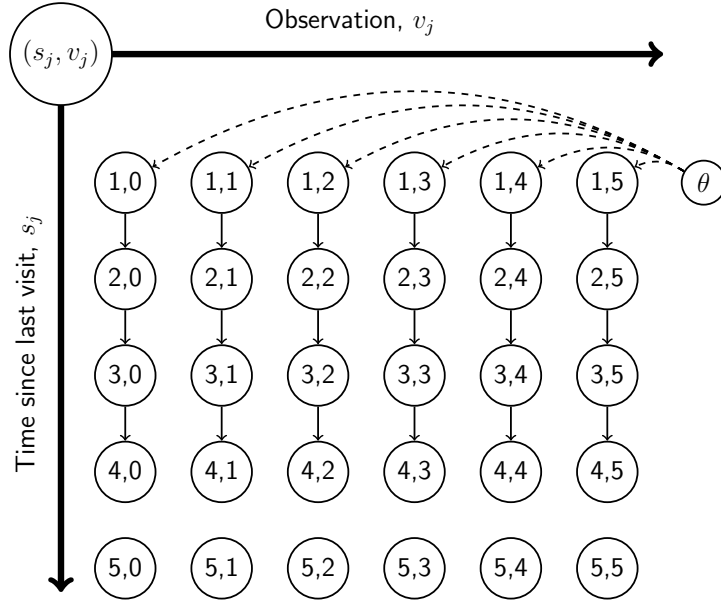 Observation, v_j
(s_j, v_j)
Time since last visit, s_j
1,0 1,1 1,2 1,3 1,4 1,5 θ
2,0 2,1 2,2 2,3 2,4 2,5
3,0 3,1 3,2 3,3 3,4 3,5
4,0 4,1 4,2 4,3 4,4 4,5
5,0 5,1 5,2 5,3 5,4 5,5